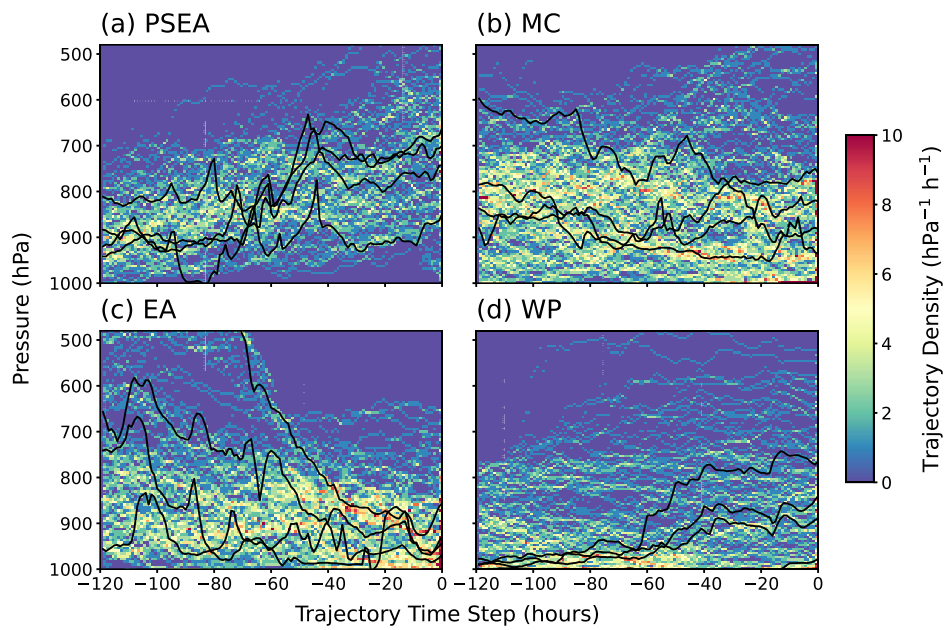 (a) PSEA
(b) MC
500
600
700
800
900
1000
10
8
6
4
2
0
Trajectory Density (hPa⁻¹ h⁻¹)
Pressure (hPa)
(c) EA
(d) WP
500
600
700
800
900
1000
−120 −100 −80 −60 −40 −20 0
−120 −100 −80 −60 −40 −20 0
Trajectory Time Step (hours)